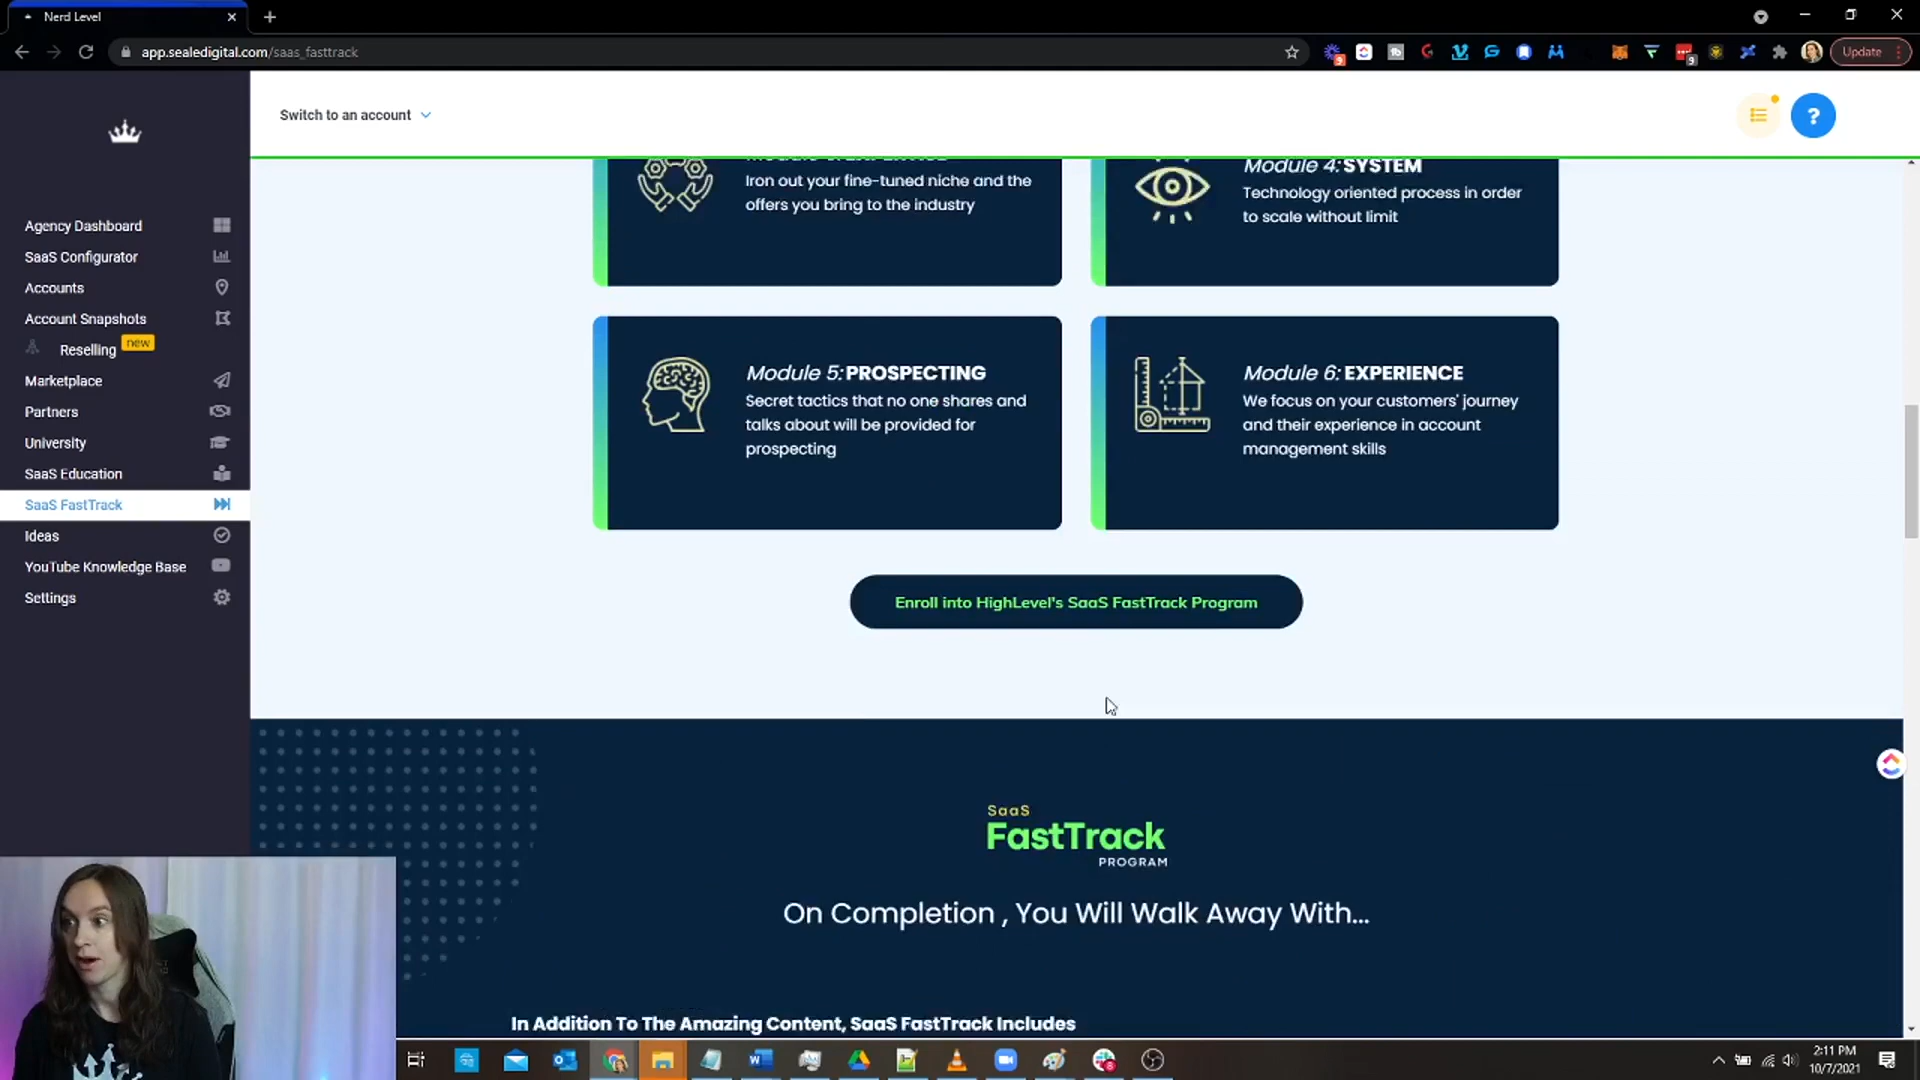 Nerd Level
app.sealedigital.com/saas_fasttrack
Update
9
9
Switch to an account
?
Agency Dashboard
SaaS Configurator
Accounts
Account Snapshots
Reselling new
Marketplace
Partners
University
SaaS Education
SaaS FastTrack
Ideas
YouTube Knowledge Base
Settings
Iron out your fine-tuned niche and the
offers you bring to the industry
Module 4: SYSTEM
Technology oriented process in order
to scale without limit
Module 5: PROSPECTING
Secret tactics that no one shares and
talks about will be provided for
prospecting
Module 6: EXPERIENCE
We focus on your customers' journey
and their experience in account
management skills
Enroll into HighLevel's SaaS FastTrack Program
SaaS
FastTrack
PROGRAM
On Completion , You Will Walk Away With...
In Addition To The Amazing Content, SaaS FastTrack Includes
2:11 PM
10/7/2021